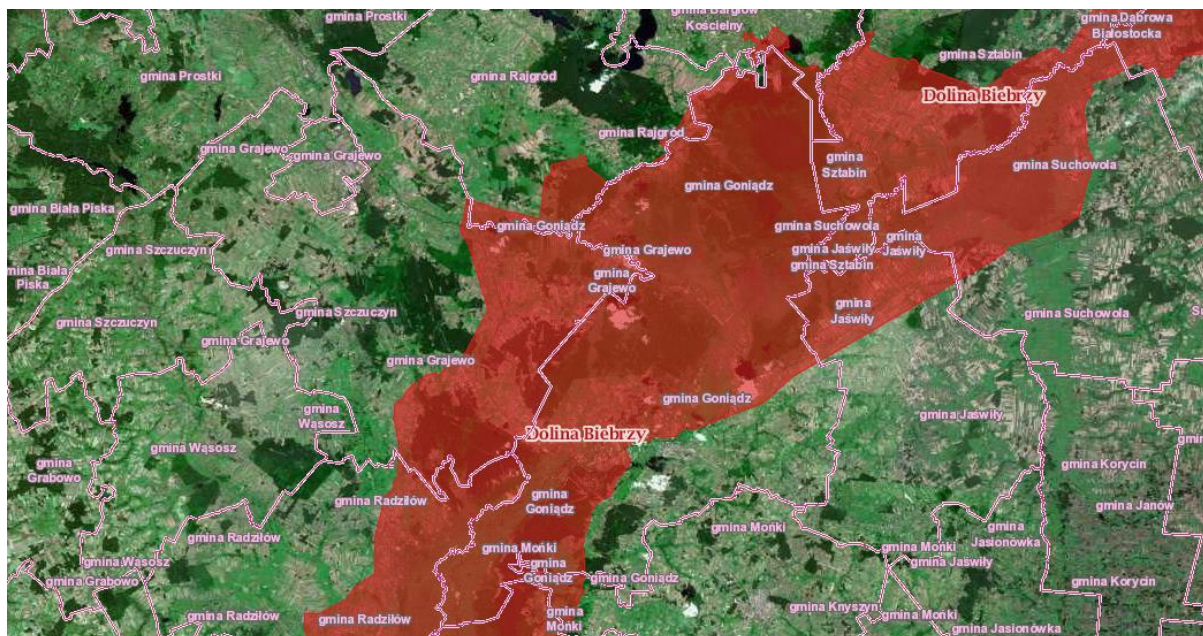 gmina Prostki
gmina Bargłów
Kościelny
gmina Dąbrowa
Białostocka
gmina Prostki
gmina Rajgród
gmina Sztabin
Dolina Biebrzy
gmina Rajgród
gmina Grajewo
gmina Grajewo
gmina
Sztabin
gmina Suchowola
gmina Goniądz
gmina Biała Piska
gmina Goniądz
gmina Suchowola
gmina Szczuczyn
gmina Grajewo
gmina Jaświły
gmina
Jaświły
gmina Sztabin
gmina Biała
Piska
gmina
Grajewo
gmina Szczuczyn
gmina Szczuczyn
gmina
Jaświły
gmina Suchowola
gmina Grajewo
gmina Grajewo
gmina Goniądz
gmina
Wąsosz
gmina Jaświły
Dolina Biebrzy
gmina Wąsosz
gmina
Grabowo
gmina Korycin
gmina Radziłów
gmina
Goniądz
gmina Janów
gmina Radziłów
gmina Mońki
gmina
Jasionówka
gmina Mońki
gmina Mońki
gmina Wąsosz
gmina
Goniądz
gmina Jaświły
gmina Grabowo
gmina Goniądz
gmina Korycin
gmina Radziłów
gmina Radziłów
gmina
Mońki
gmina Knyszyn
gmina Mońki
gmina Jasionówka